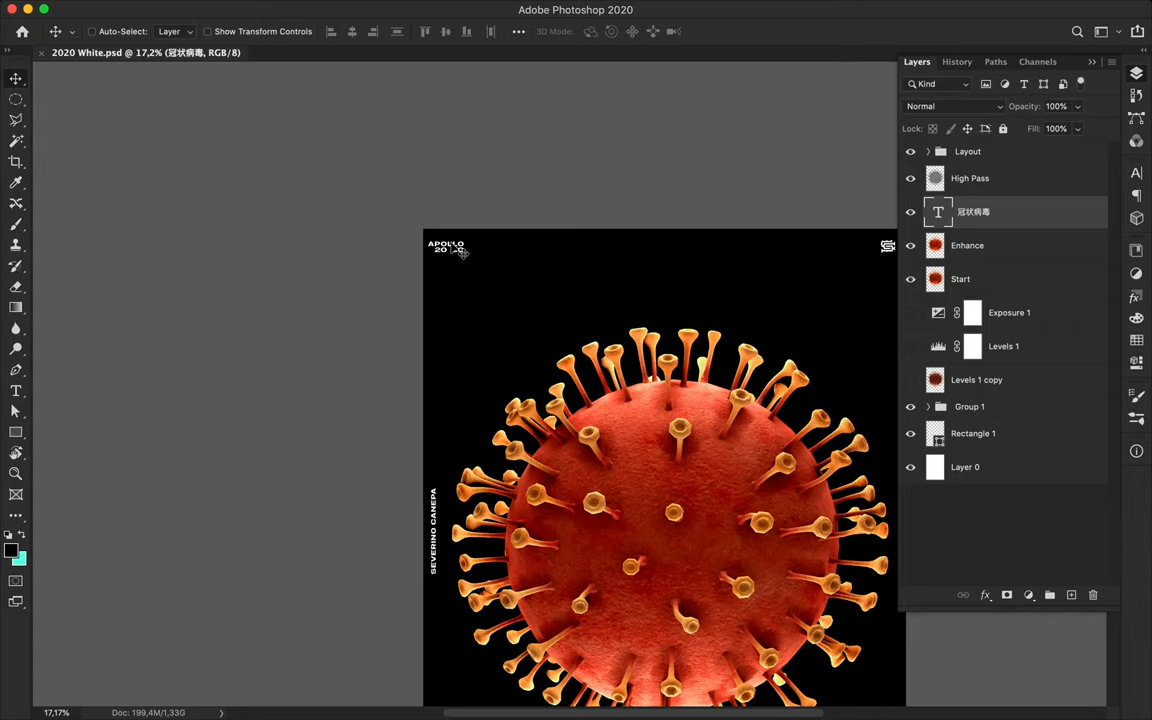 Adobe Photoshop 2020
Auto-Select: Layer Show Transform Controls 3D Mode:
2020 White.psd @ 17,2% (冠状病毒, RGB/8)
Layers History Paths Channels
Kind
Normal Opacity: 100%
Lock: Fill: 100%
Layout
High Pass
冠状病毒
Enhance
Start
Exposure 1
Levels 1
Levels 1 copy
Group 1
Rectangle 1
Layer 0
APOLLO
SEVERINO CANEPA
17,17% Doc: 199,4M/1,33G